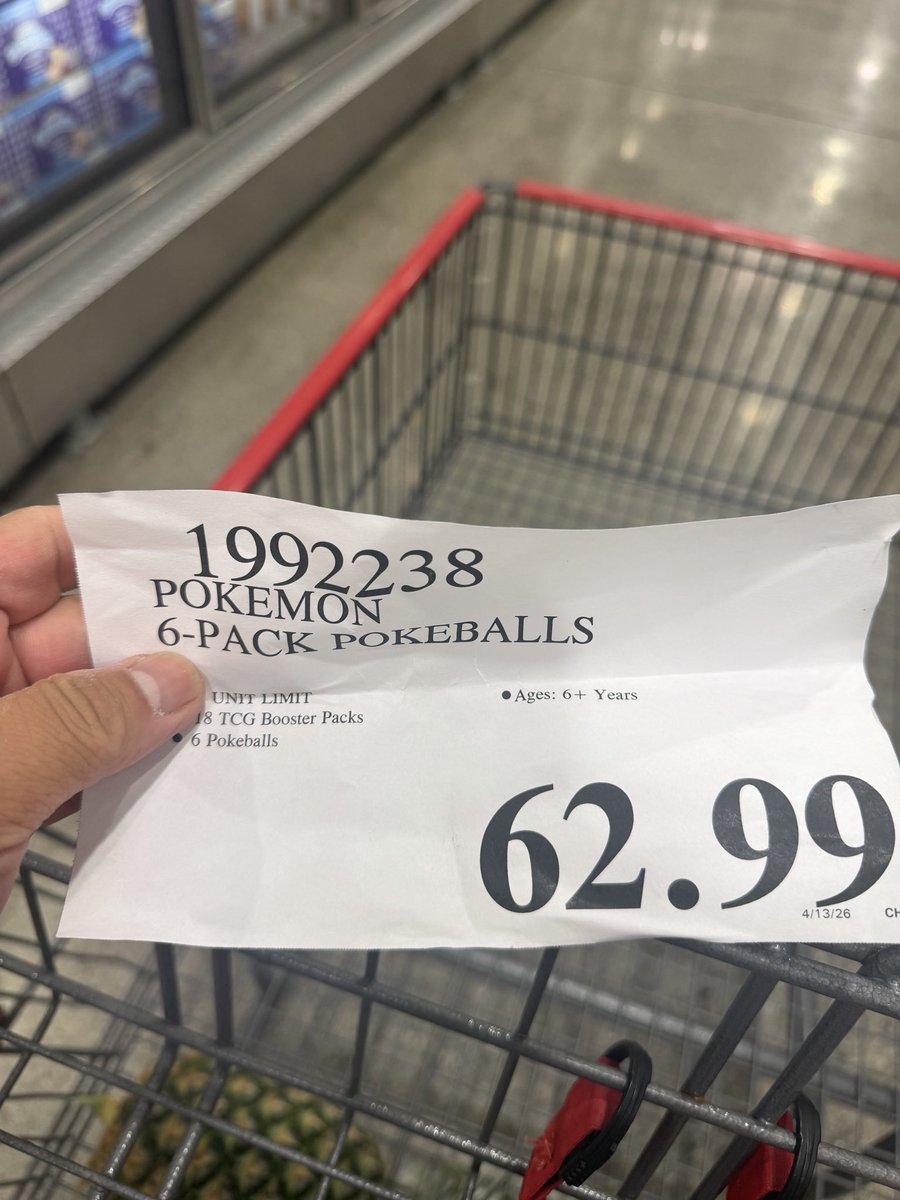 1992238
POKEMON
6-PACK POKEBALLS
UNIT LIMIT
18 TCG Booster Packs
• 6 Pokeballs
• Ages: 6+ Years
62.99
4/13/26 CH